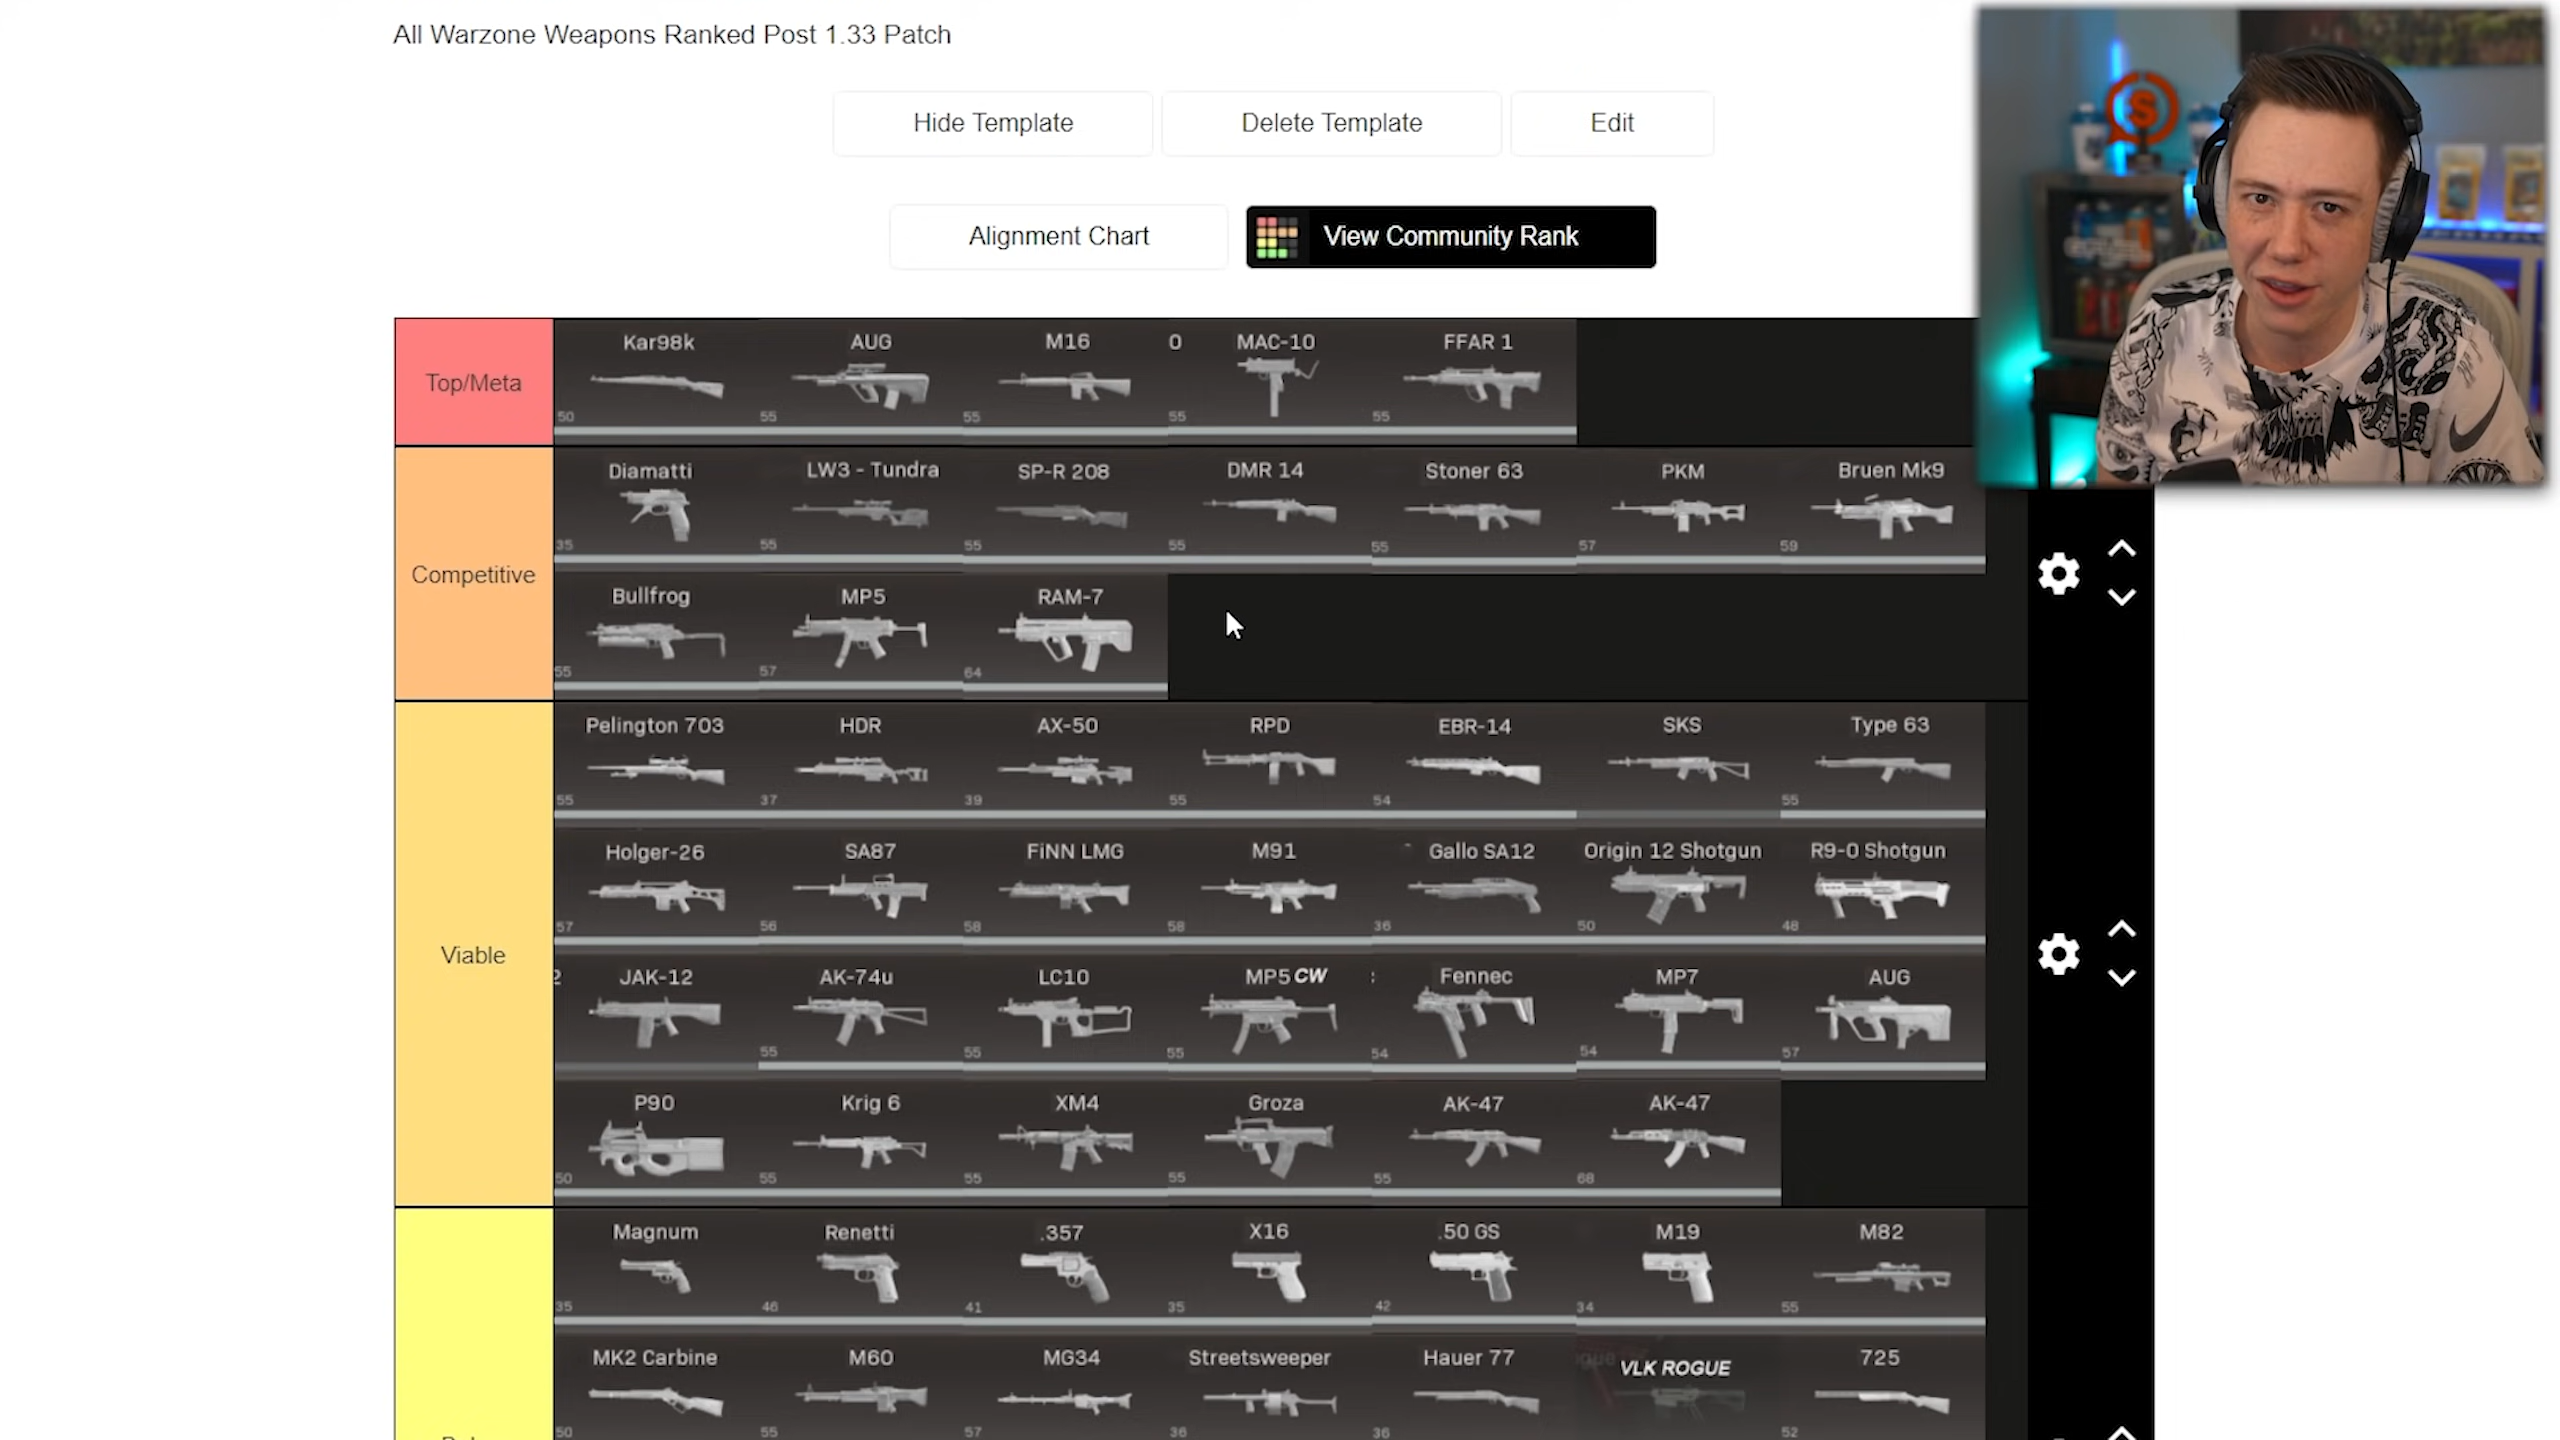 All Warzone Weapons Ranked Post 1.33 Patch
Hide Template
Delete Template
Edit
Alignment Chart
View Community Rank
Top/Meta
Kar98k
AUG
M16
0
MAC-10
FFAR 1
50
55
55
55
55
Competitive
Diamatti
LW3 - Tundra
SP-R 208
DMR 14
Stoner 63
PKM
Bruen Mk9
35
55
55
55
55
57
59
Bullfrog
MP5
RAM-7
55
57
64
Viable
Pelington 703
HDR
AX-50
RPD
EBR-14
SKS
Type 63
55
37
39
55
54
55
Holger-26
SA87
FiNN LMG
M91
Gallo SA12
Origin 12 Shotgun
R9-0 Shotgun
57
56
58
58
36
50
48
JAK-12
AK-74u
LC10
MP5 CW
Fennec
MP7
AUG
55
55
55
54
54
57
P90
Krig 6
XM4
Groza
AK-47
AK-47
50
55
55
55
55
68
Magnum
Renetti
.357
X16
.50 GS
M19
M82
35
46
41
35
42
34
55
MK2 Carbine
M60
MG34
Streetsweeper
Hauer 77
VLK ROGUE
725
50
55
57
36
36
52